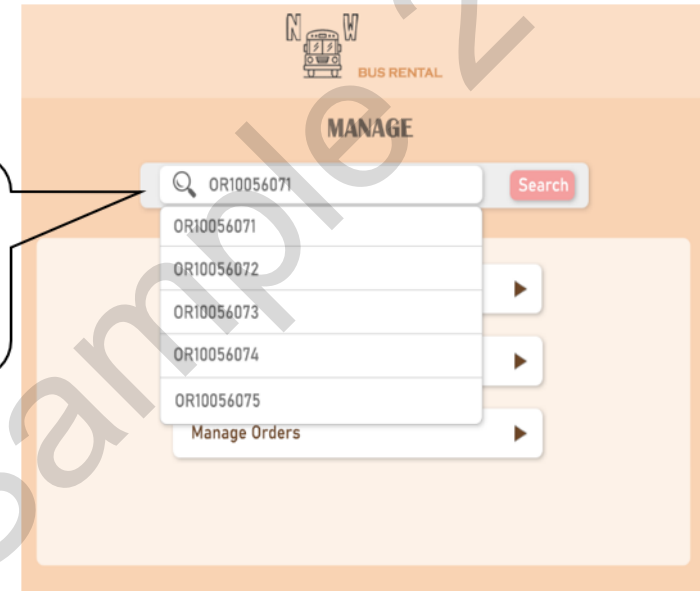 N W
BUS RENTAL
MANAGE
OR10056071 Search
OR10056071
OR10056072
OR10056073
OR10056074
OR10056075
Manage Orders
sample 2